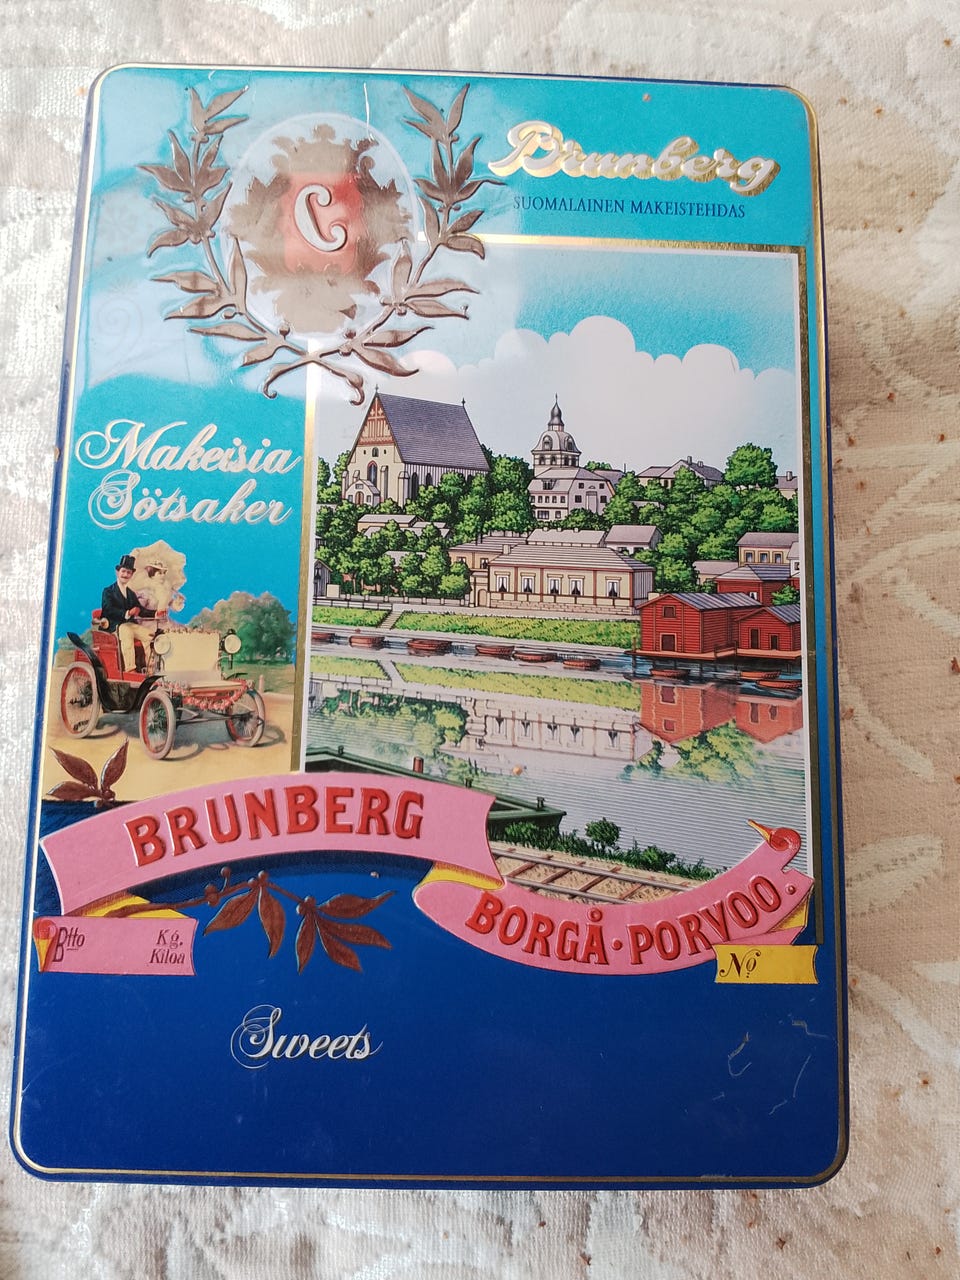 C
Brunberg
SUOMALAINEN MAKEISTEHDAS
Makeisia
Sötsaker
BRUNBERG
BORGÅ·PORVOO.
Btto Kg.
Kiloa
No
Sweets